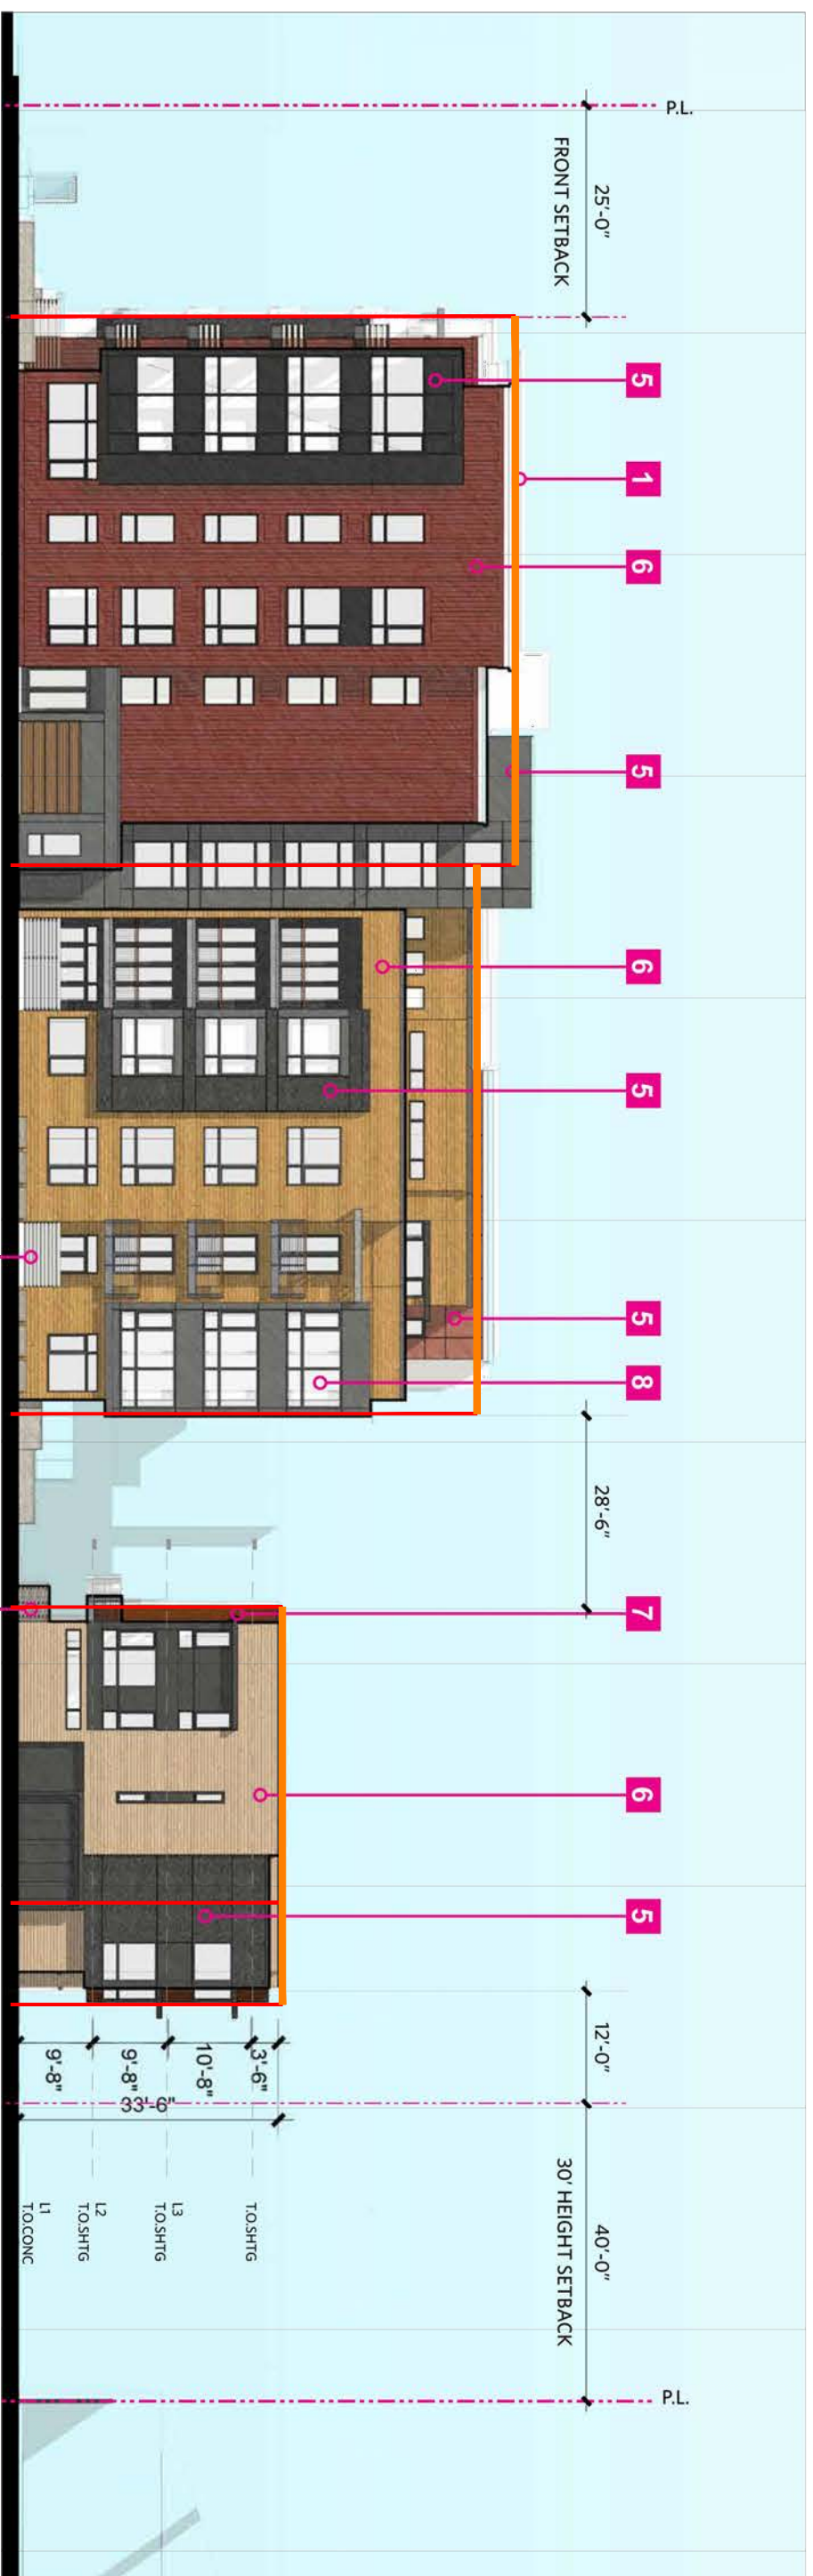 P.L.
25'-0"
FRONT SETBACK
5
1
6
5
6
5
5
8
28'-6"
7
6
5
12'-0"
3'-6"
10'-8"
9'-8"
9'-8"
33'-6"
T.O.SHTG
L3
T.O.SHTG
L2
T.O.SHTG
L1
T.O.CONC
40'-0"
30' HEIGHT SETBACK
P.L.